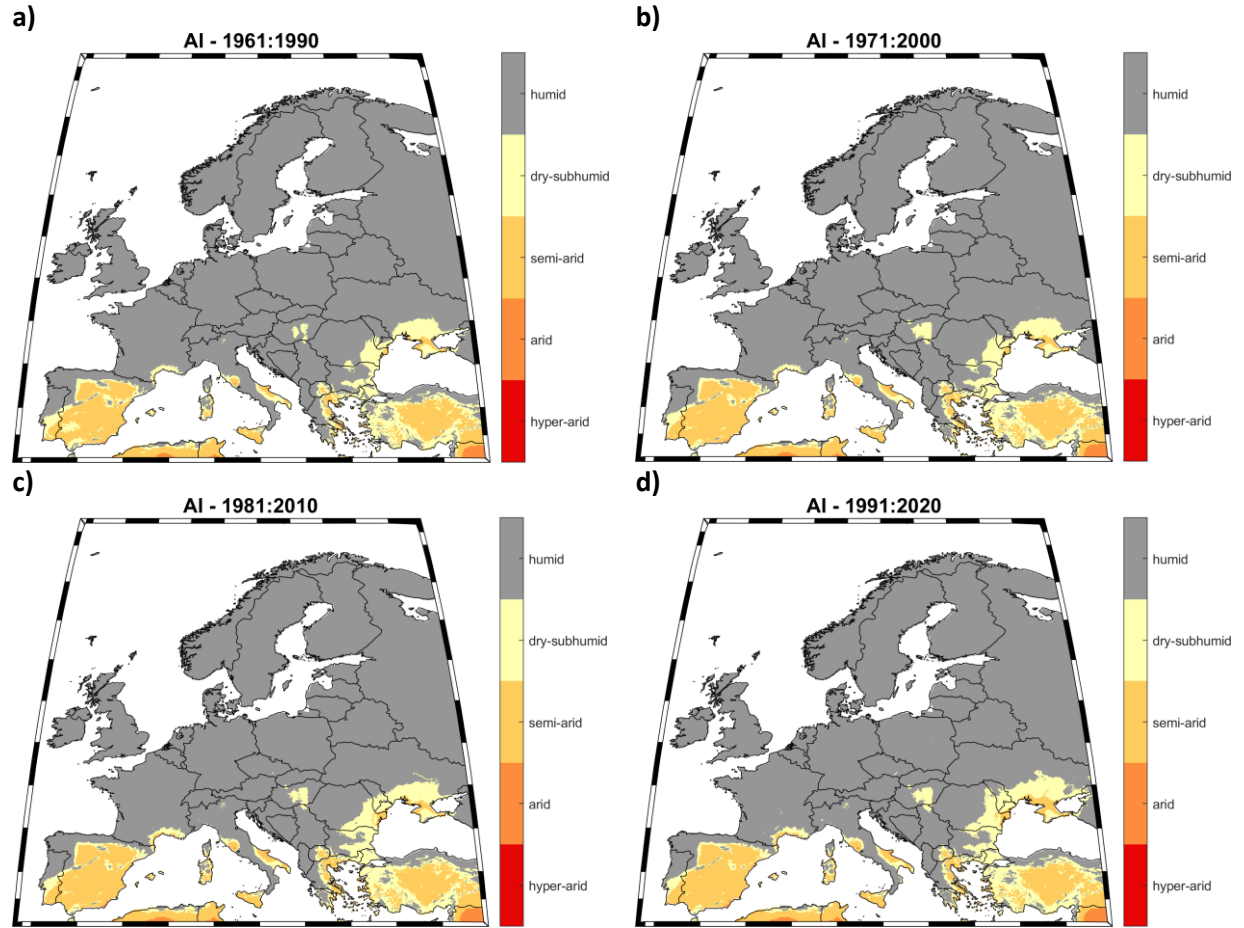 a)
AI - 1961:1990
humid
dry-subhumid
semi-arid
arid
hyper-arid
b)
AI - 1971:2000
humid
dry-subhumid
semi-arid
arid
hyper-arid
c)
AI - 1981:2010
humid
dry-subhumid
semi-arid
arid
hyper-arid
d)
AI - 1991:2020
humid
dry-subhumid
semi-arid
arid
hyper-arid